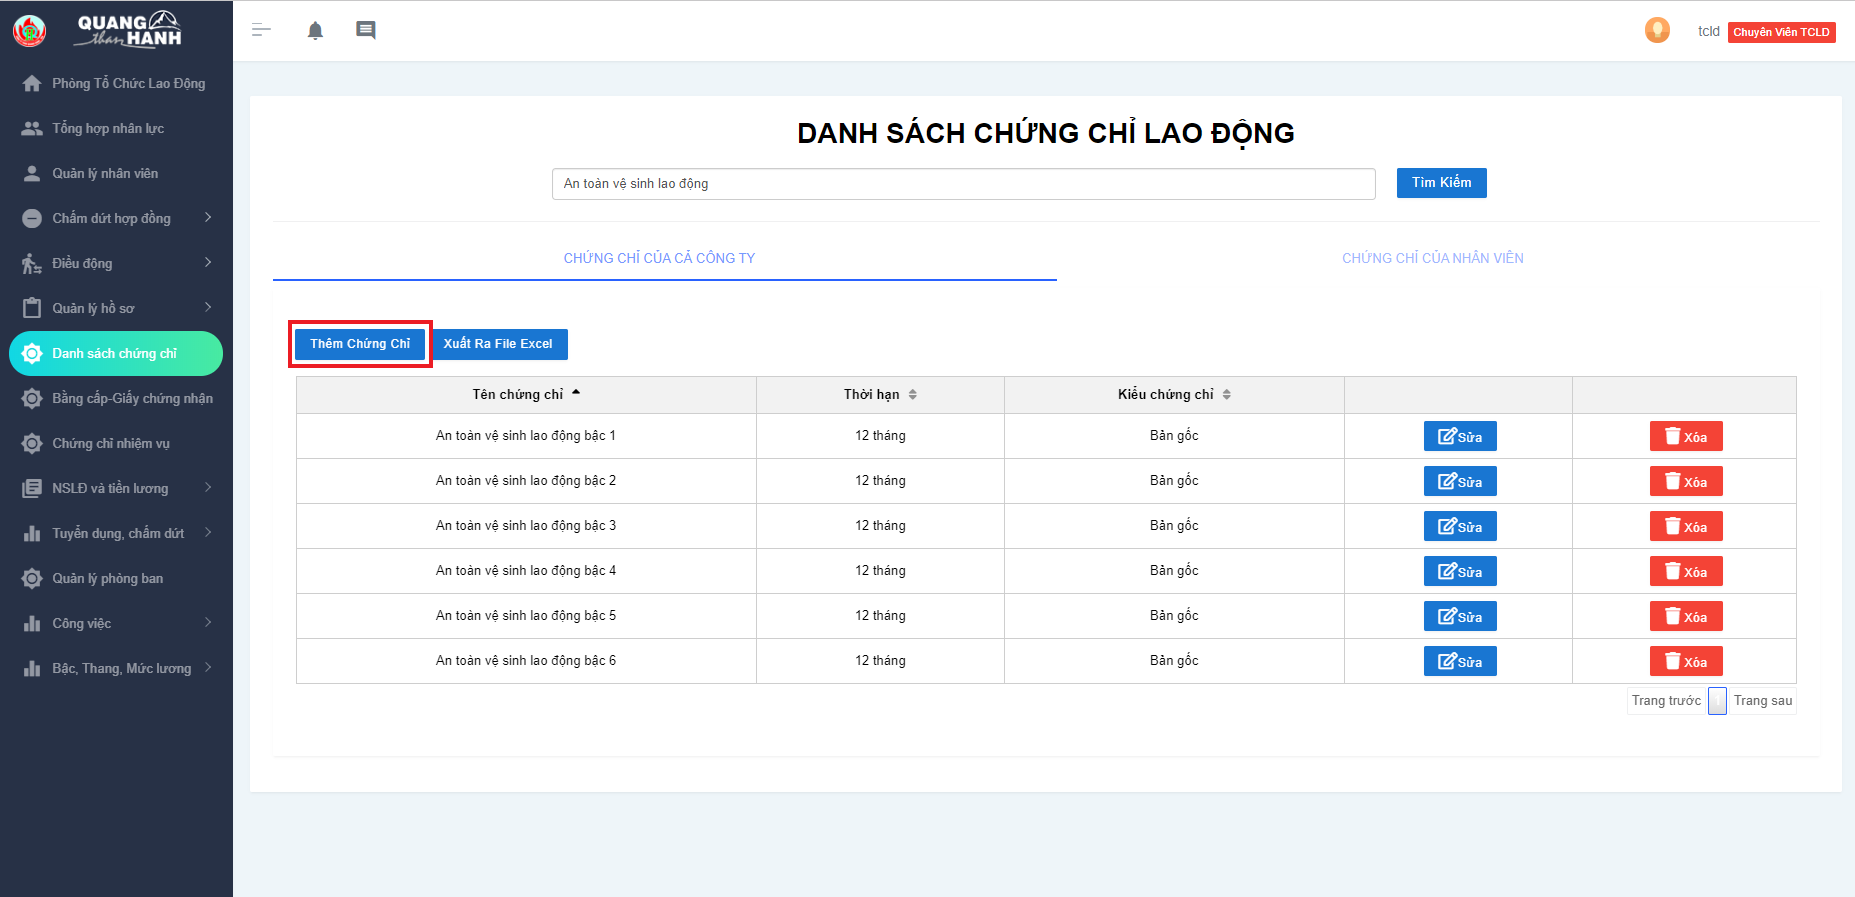 QUANG
than HANH
Phòng Tổ Chức Lao Động
Tổng hợp nhân lực
Quản lý nhân viên
Chấm dứt hợp đồng
Điều động
Quản lý hồ sơ
Danh sách chứng chỉ
Bằng cấp-Giấy chứng nhận
Chứng chỉ nhiệm vụ
NSLĐ và tiền lương
Tuyển dụng, chấm dứt
Quản lý phòng ban
Công việc
Bậc, Thang, Mức lương
tcld Chuyên Viên TCLD
DANH SÁCH CHỨNG CHỈ LAO ĐỘNG
An toàn vệ sinh lao động Tìm Kiếm
CHỨNG CHỈ CỦA CẢ CÔNG TY CHỨNG CHỈ CỦA NHÂN VIÊN
Thêm Chứng Chỉ Xuất Ra File Excel
Tên chứng chỉ Thời hạn Kiểu chứng chỉ
An toàn vệ sinh lao động bậc 1 12 tháng Bản gốc Sửa Xóa
An toàn vệ sinh lao động bậc 2 12 tháng Bản gốc Sửa Xóa
An toàn vệ sinh lao động bậc 3 12 tháng Bản gốc Sửa Xóa
An toàn vệ sinh lao động bậc 4 12 tháng Bản gốc Sửa Xóa
An toàn vệ sinh lao động bậc 5 12 tháng Bản gốc Sửa Xóa
An toàn vệ sinh lao động bậc 6 12 tháng Bản gốc Sửa Xóa
Trang trước 1 Trang sau